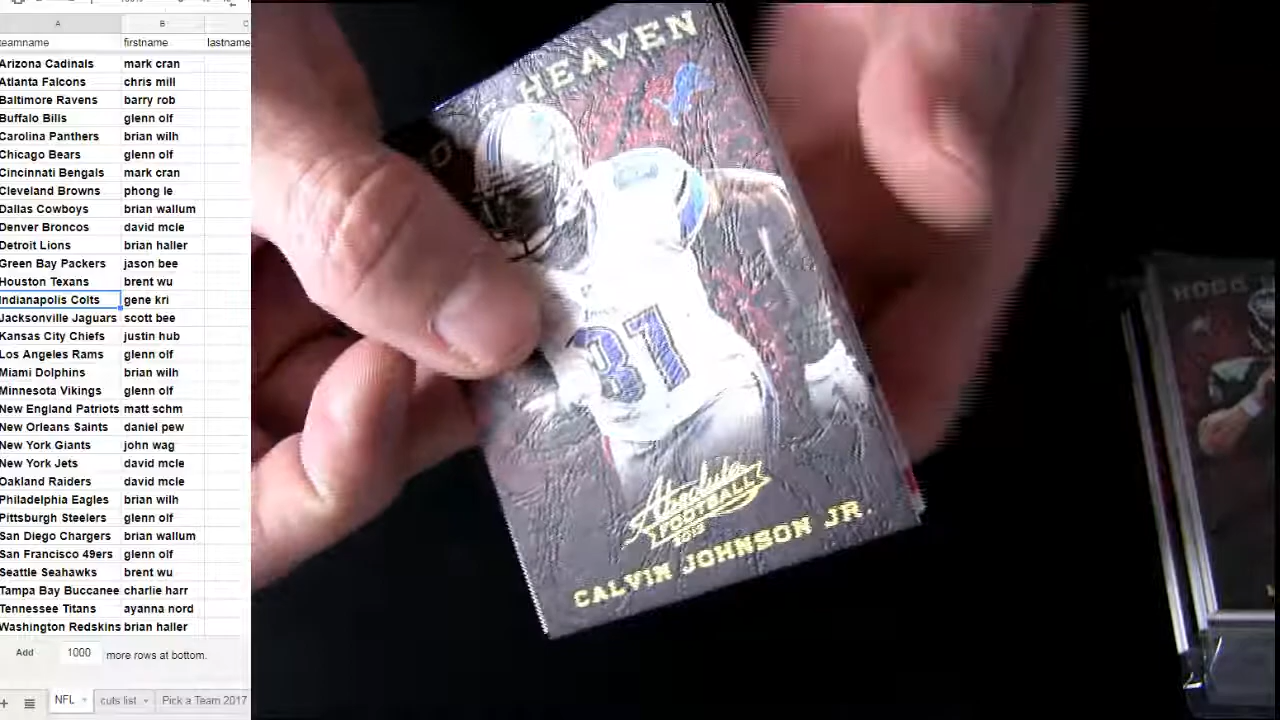 A B C
teamname firstname lastname
Arizona Cadinals mark cran
Atlanta Falcons chris mill
Baltimore Ravens barry rob
Buffalo Bills glenn olf
Carolina Panthers brian wilh
Chicago Bears glenn olf
Cincinnati Bengals mark cran
Cleveland Browns phong le
Dallas Cowboys brian wallum
Denver Broncos david mcle
Detroit Lions brian haller
Green Bay Packers jason bee
Houston Texans brent wu
Indianapolis Colts gene kri
Jacksonville Jaguars scott bee
Kansas City Chiefs justin hub
Los Angeles Rams glenn olf
Miami Dolphins brian wilh
Minnesota Vikings glenn olf
New England Patriots matt schm
New Orleans Saints daniel pew
New York Giants john wag
New York Jets david mcle
Oakland Raiders david mcle
Philadelphia Eagles brian wilh
Pittsburgh Steelers glenn olf
San Diego Chargers brian wallum
San Francisco 49ers glenn olf
Seattle Seahawks brent wu
Tampa Bay Buccanee charlie harr
Tennessee Titans ayanna nord
Washington Redskins brian haller
Add 1000 more rows at bottom.
NFL cuts list Pick a Team 2017
HEAVEN
81
Absolute
FOOTBALL
CALVIN JOHNSON JR.
HOGG